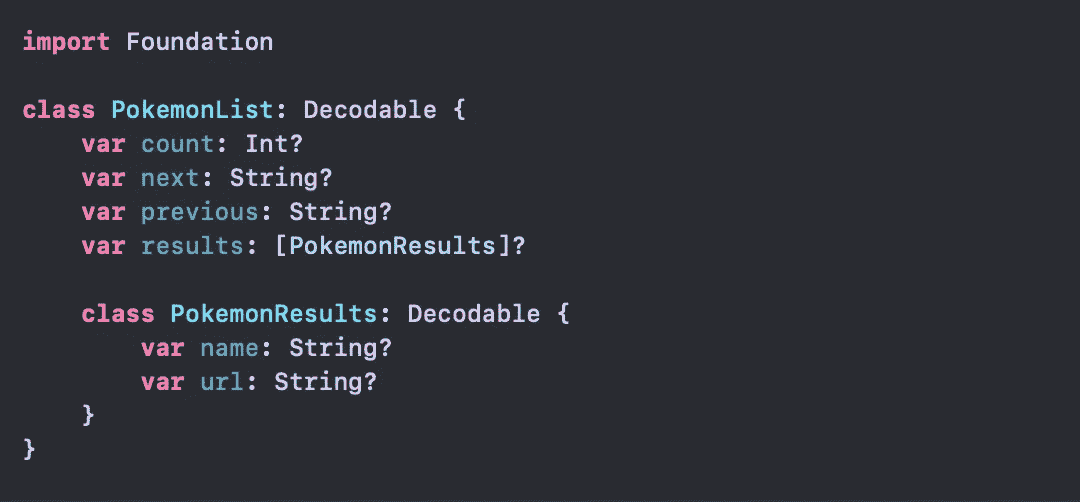 import Foundation

class PokemonList: Decodable {
    var count: Int?
    var next: String?
    var previous: String?
    var results: [PokemonResults]?

    class PokemonResults: Decodable {
        var name: String?
        var url: String?
    }
}